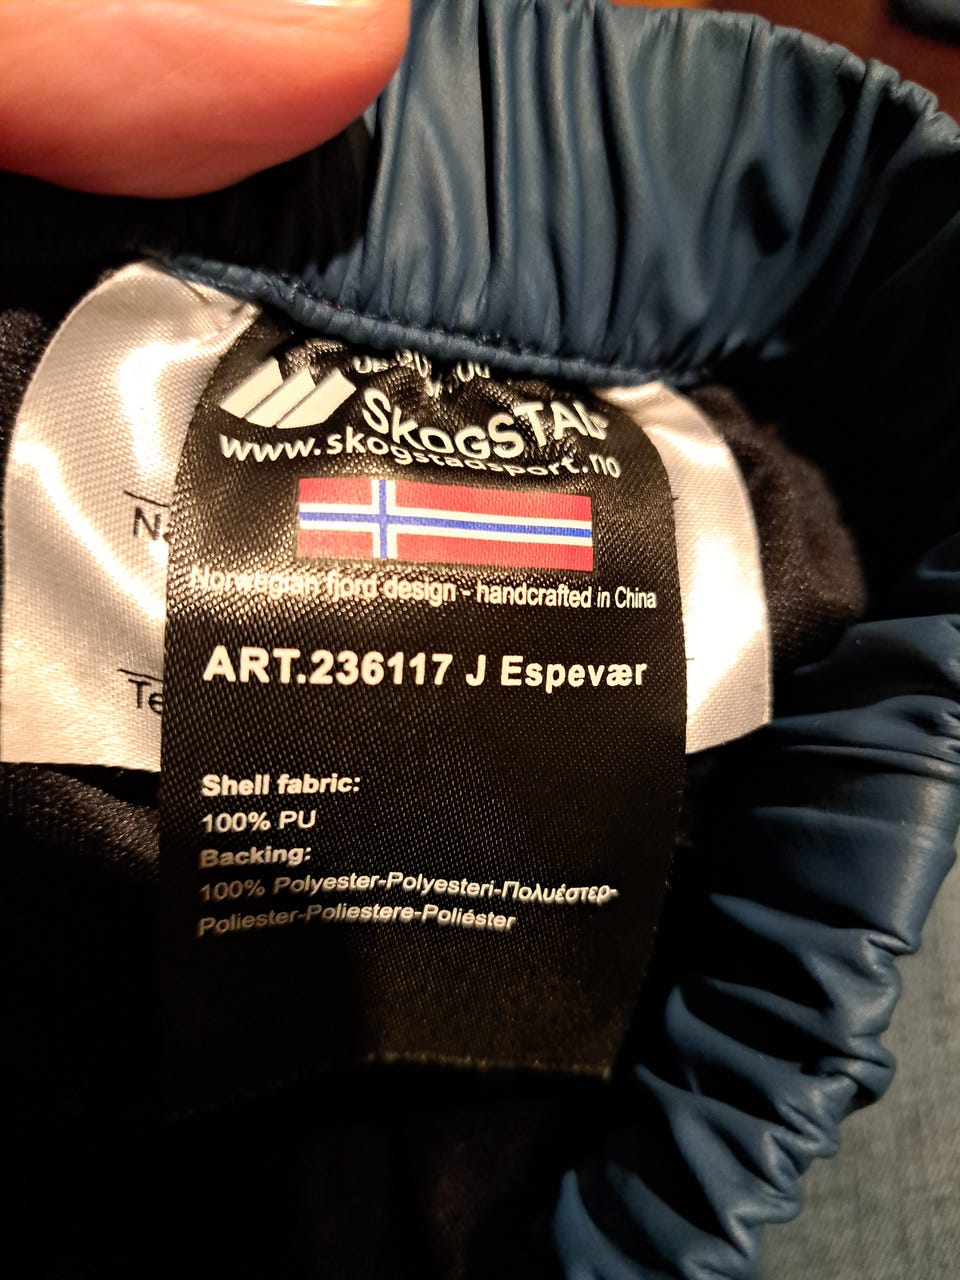 SKOGSTAD
www.skogstadsport.no
Norwegian fjord design - handcrafted in China
ART.236117 J Espevær
Shell fabric:
100% PU
Backing:
100% Polyester-Polyesteri-Πολυέστερ-
Poliester-Poliestere-Poliéster